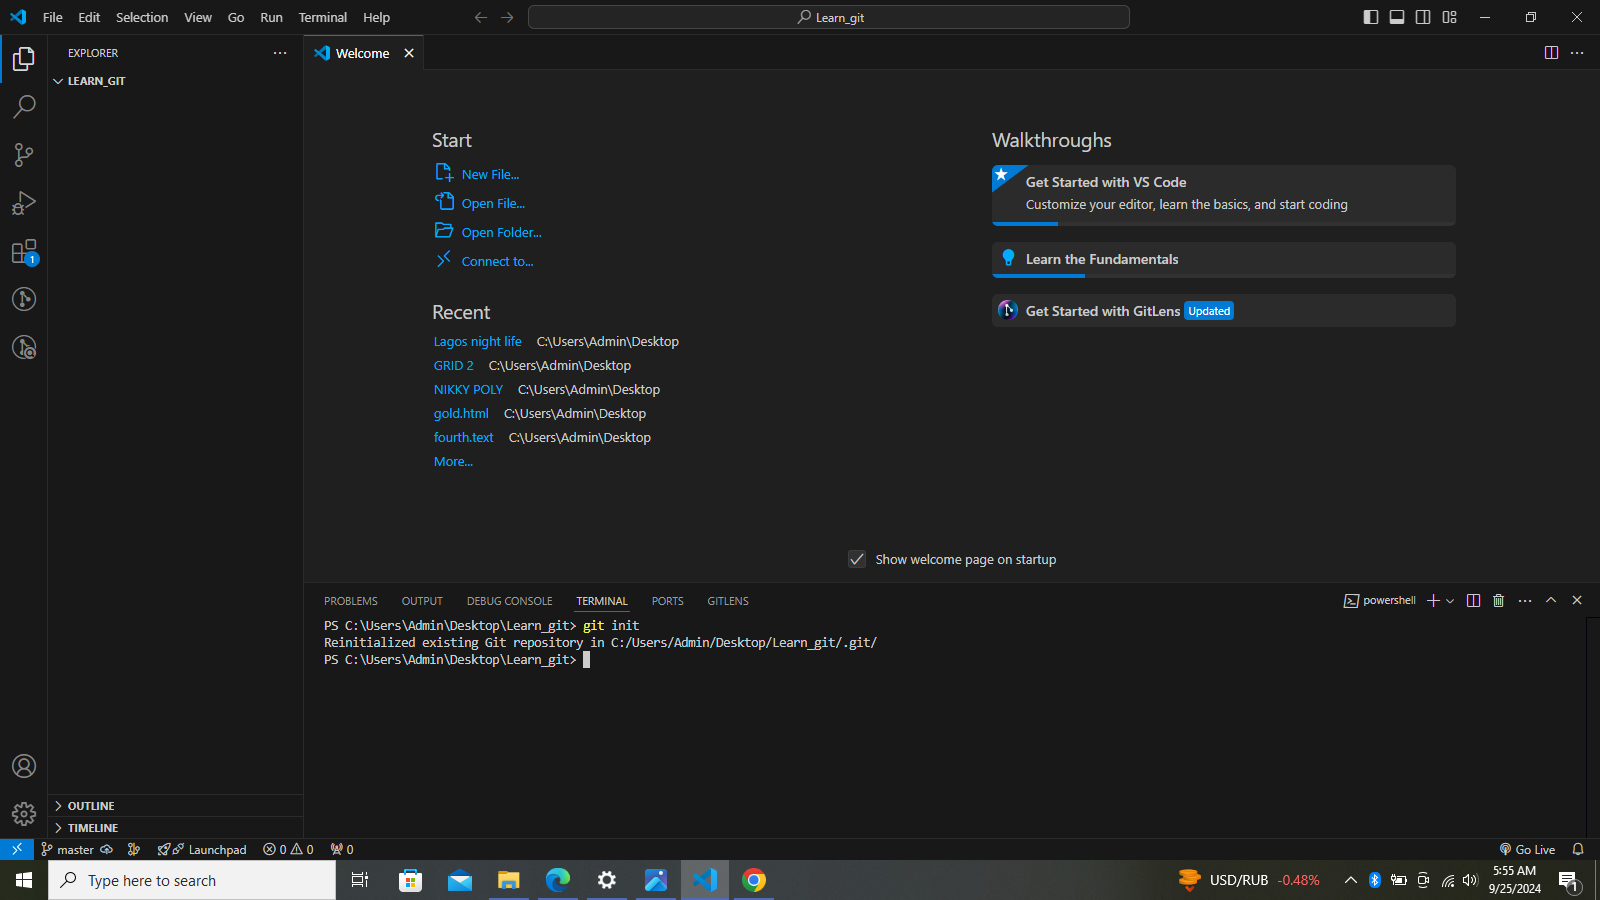 File Edit Selection View Go Run Terminal Help
Learn_git
EXPLORER
LEARN_GIT
Welcome
Start
New File...
Open File...
Open Folder...
Connect to...
Recent
Lagos night life C:\Users\Admin\Desktop
GRID 2 C:\Users\Admin\Desktop
NIKKY POLY C:\Users\Admin\Desktop
gold.html C:\Users\Admin\Desktop
fourth.text C:\Users\Admin\Desktop
More...
Walkthroughs
Get Started with VS Code
Customize your editor, learn the basics, and start coding
Learn the Fundamentals
Get Started with GitLens Updated
Show welcome page on startup
1
PROBLEMS OUTPUT DEBUG CONSOLE TERMINAL PORTS GITLENS
powershell
PS C:\Users\Admin\Desktop\Learn_git> git init
Reinitialized existing Git repository in C:/Users/Admin/Desktop/Learn_git/.git/
PS C:\Users\Admin\Desktop\Learn_git>
OUTLINE
TIMELINE
master Launchpad 0 0 0 Go Live
Type here to search
USD/RUB -0.48%
5:55 AM
9/25/2024
1